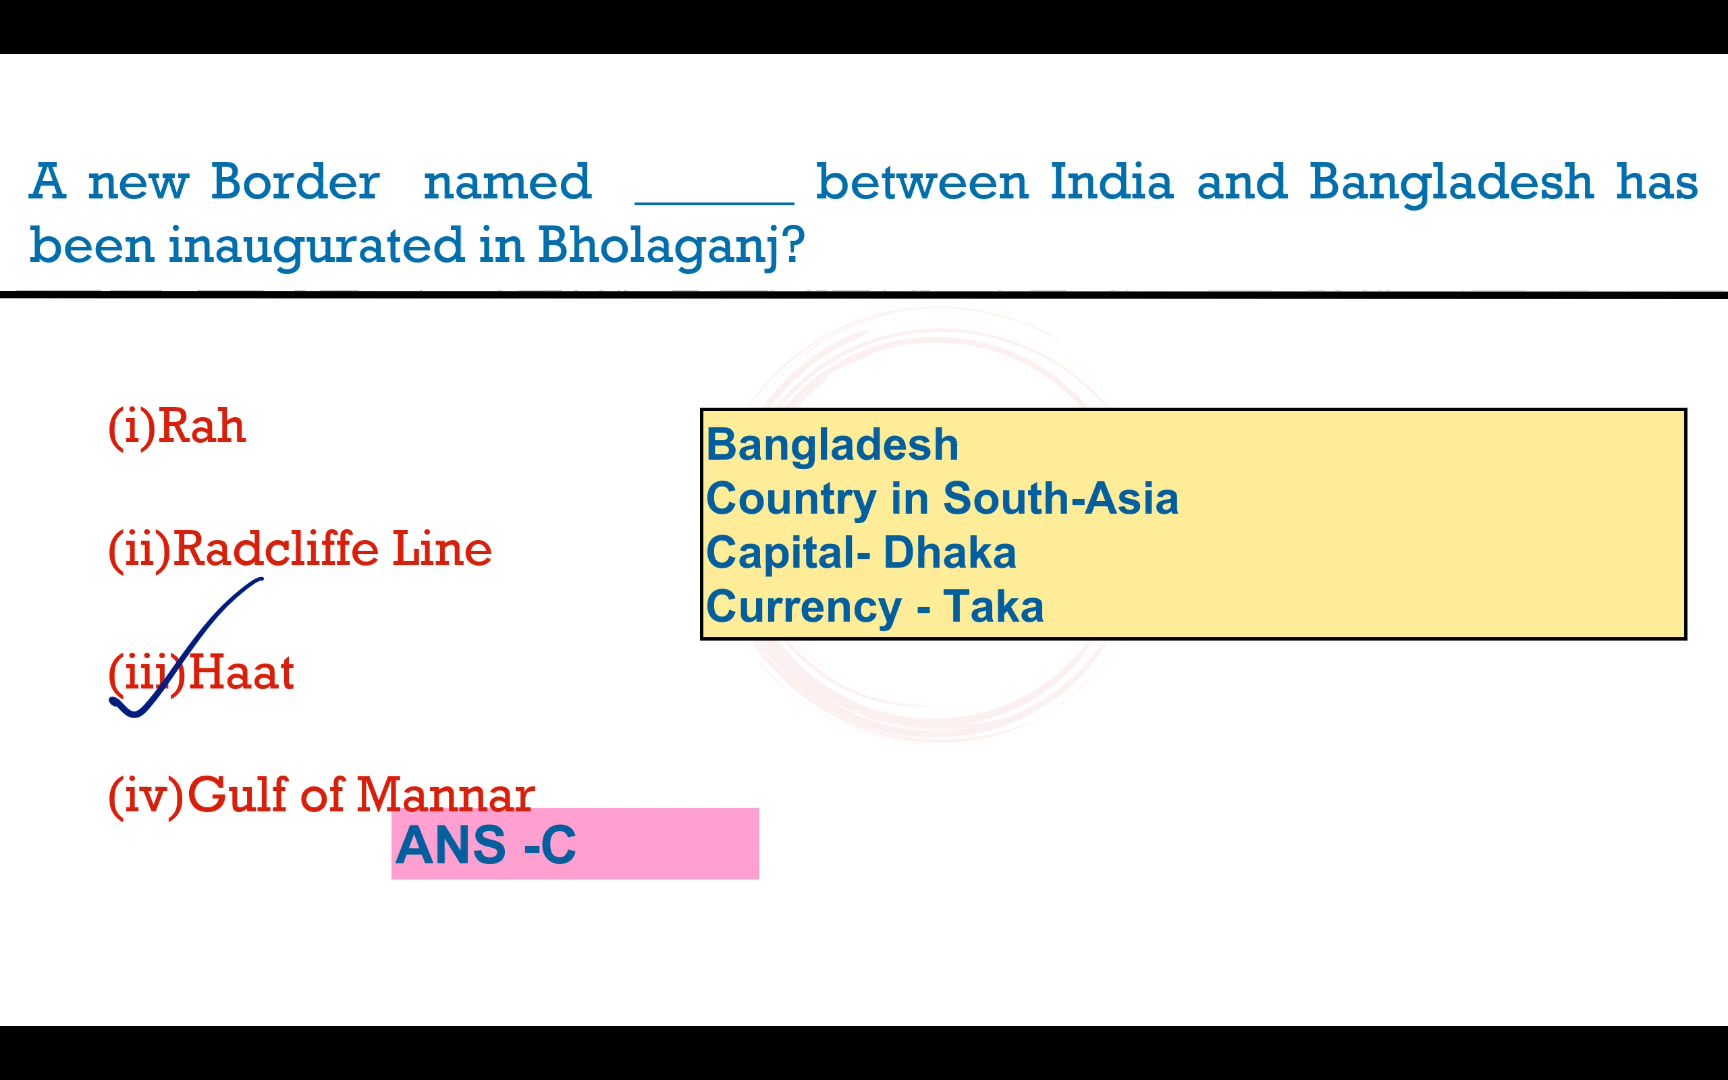 A new Border named ______ between India and Bangladesh has
been inaugurated in Bholaganj?
(i)Rah
(ii)Radcliffe Line
(iii)Haat
(iv)Gulf of Mannar
Bangladesh
Country in South-Asia
Capital- Dhaka
Currency - Taka
ANS -C